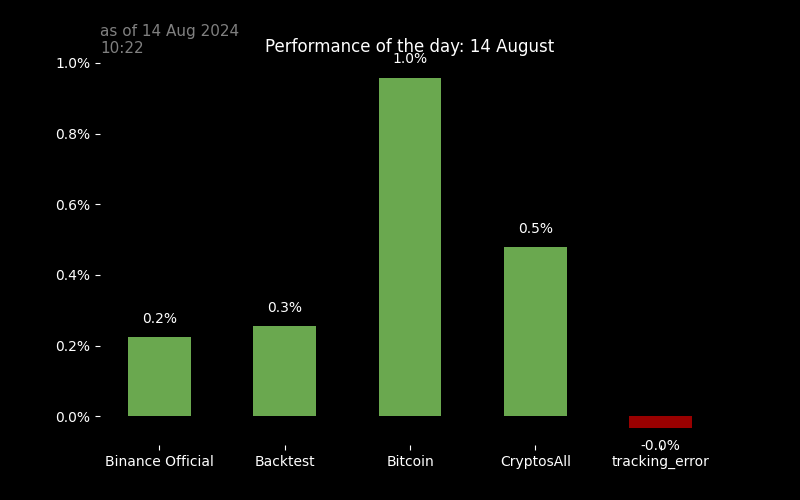 as of 14 Aug 2024
10:22
Performance of the day: 14 August
1.0%
0.8%
0.6%
0.4%
0.2%
0.0%
0.2%
0.3%
1.0%
0.5%
-0.0%
Binance Official
Backtest
Bitcoin
CryptosAll
tracking_error